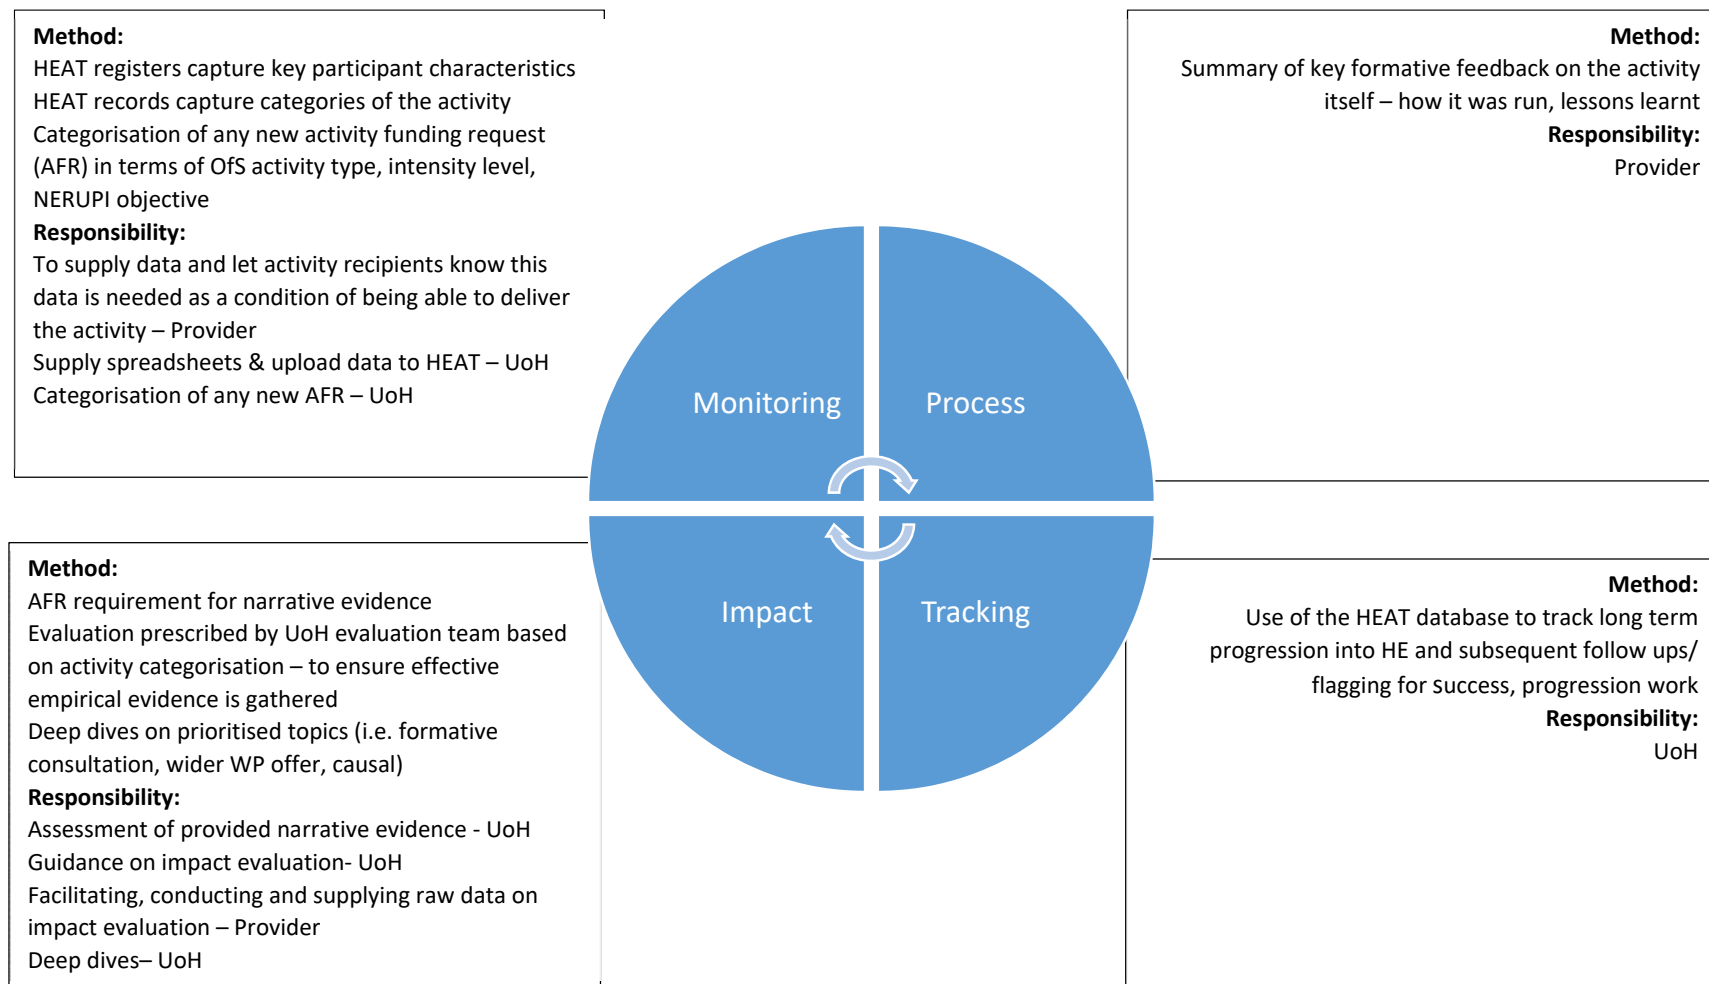 Method:
HEAT registers capture key participant characteristics
HEAT records capture categories of the activity
Categorisation of any new activity funding request
(AFR) in terms of OfS activity type, intensity level,
NERUPI objective
Responsibility:
To supply data and let activity recipients know this
data is needed as a condition of being able to deliver
the activity – Provider
Supply spreadsheets & upload data to HEAT – UoH
Categorisation of any new AFR – UoH
Method:
Summary of key formative feedback on the activity
itself – how it was run, lessons learnt
Responsibility:
Provider
Monitoring
Process
Impact
Tracking
Method:
AFR requirement for narrative evidence
Evaluation prescribed by UoH evaluation team based
on activity categorisation – to ensure effective
empirical evidence is gathered
Deep dives on prioritised topics (i.e. formative
consultation, wider WP offer, causal)
Responsibility:
Assessment of provided narrative evidence - UoH
Guidance on impact evaluation- UoH
Facilitating, conducting and supplying raw data on
impact evaluation – Provider
Deep dives– UoH
Method:
Use of the HEAT database to track long term
progression into HE and subsequent follow ups/
flagging for success, progression work
Responsibility:
UoH